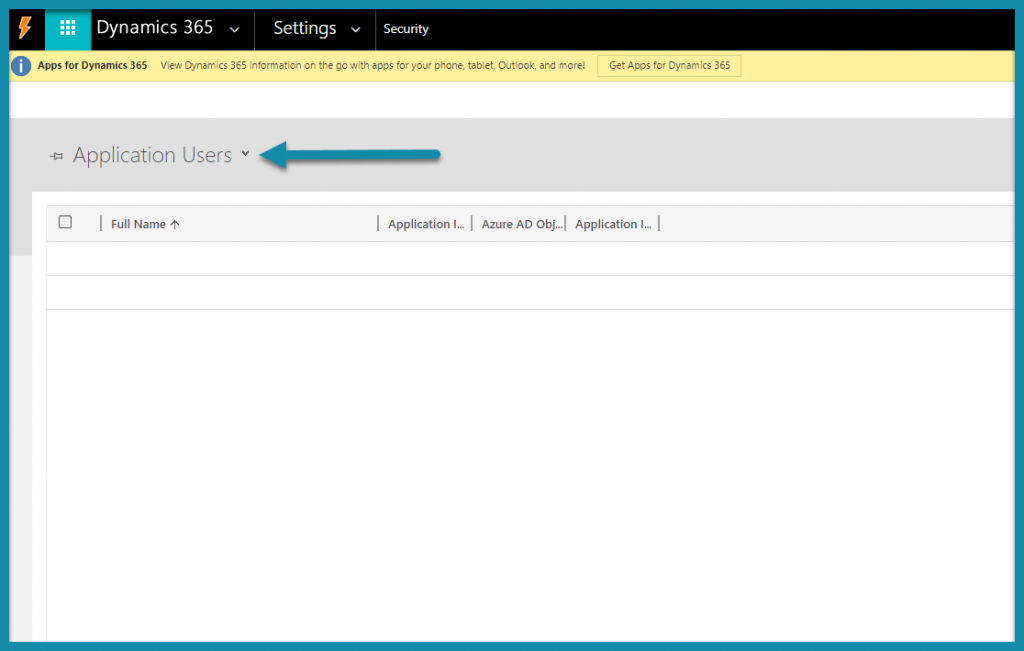 Dynamics 365 Settings Security
Apps for Dynamics 365 View Dynamics 365 information on the go with apps for your phone, tablet, Outlook, and more! Get Apps for Dynamics 365
Application Users
Full Name Application I... Azure AD Obj... Application I...